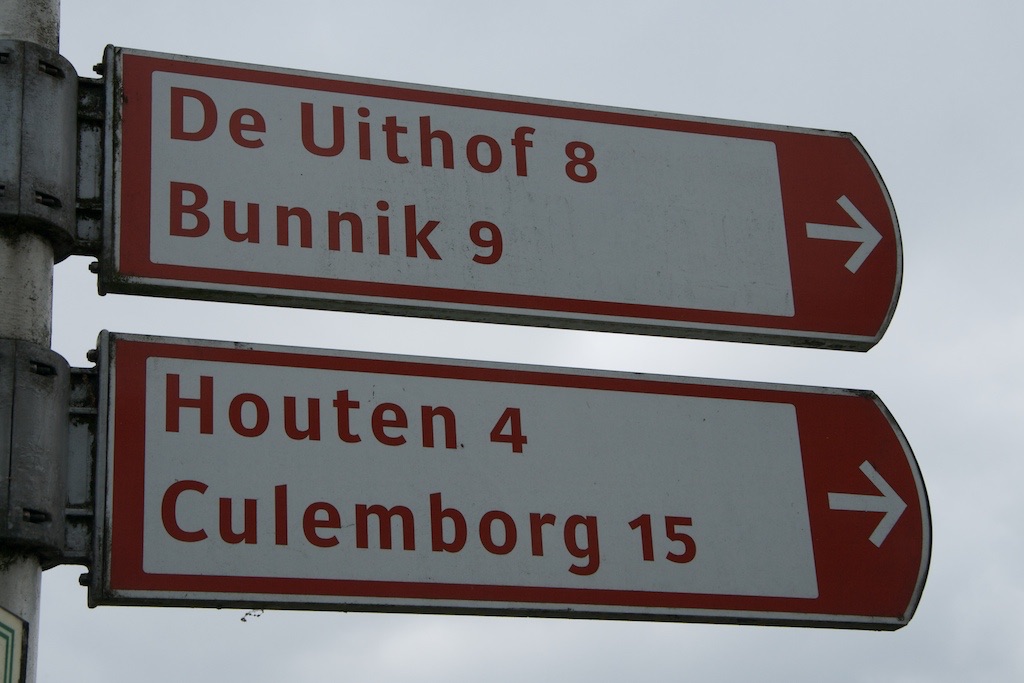 De Uithof 8
Bunnik 9
Houten 4
Culemborg 15